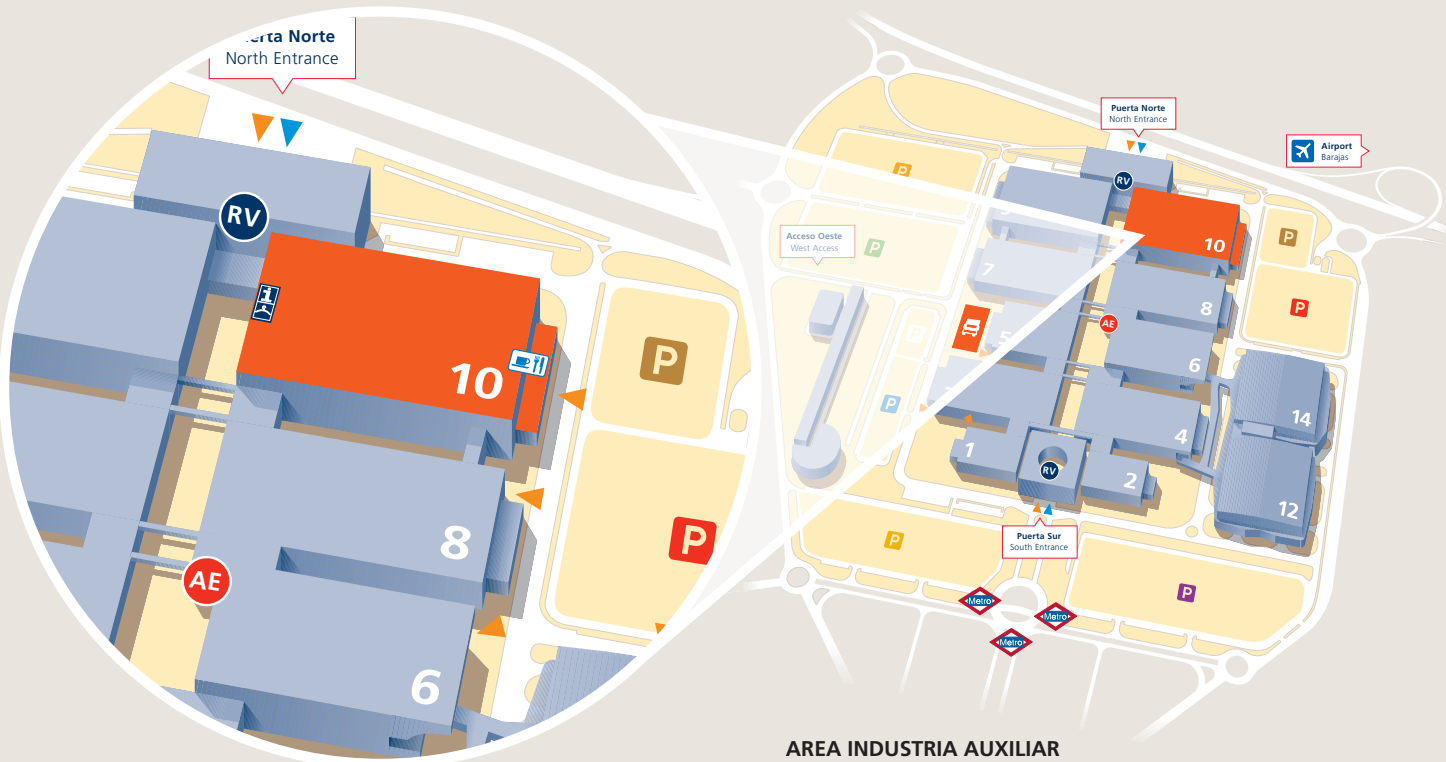 Puerta Norte
North Entrance
RV
10
P
8
P
AE
6
Puerta Norte
North Entrance
Airport
Barajas
P
RV
Acceso Oeste
West Access
P
10
P
7
8
P
AE
5
P
6
P
14
4
1
RV
2
12
Puerta Sur
South Entrance
P
P
Metro
Metro
Metro
AREA INDUSTRIA AUXILIAR